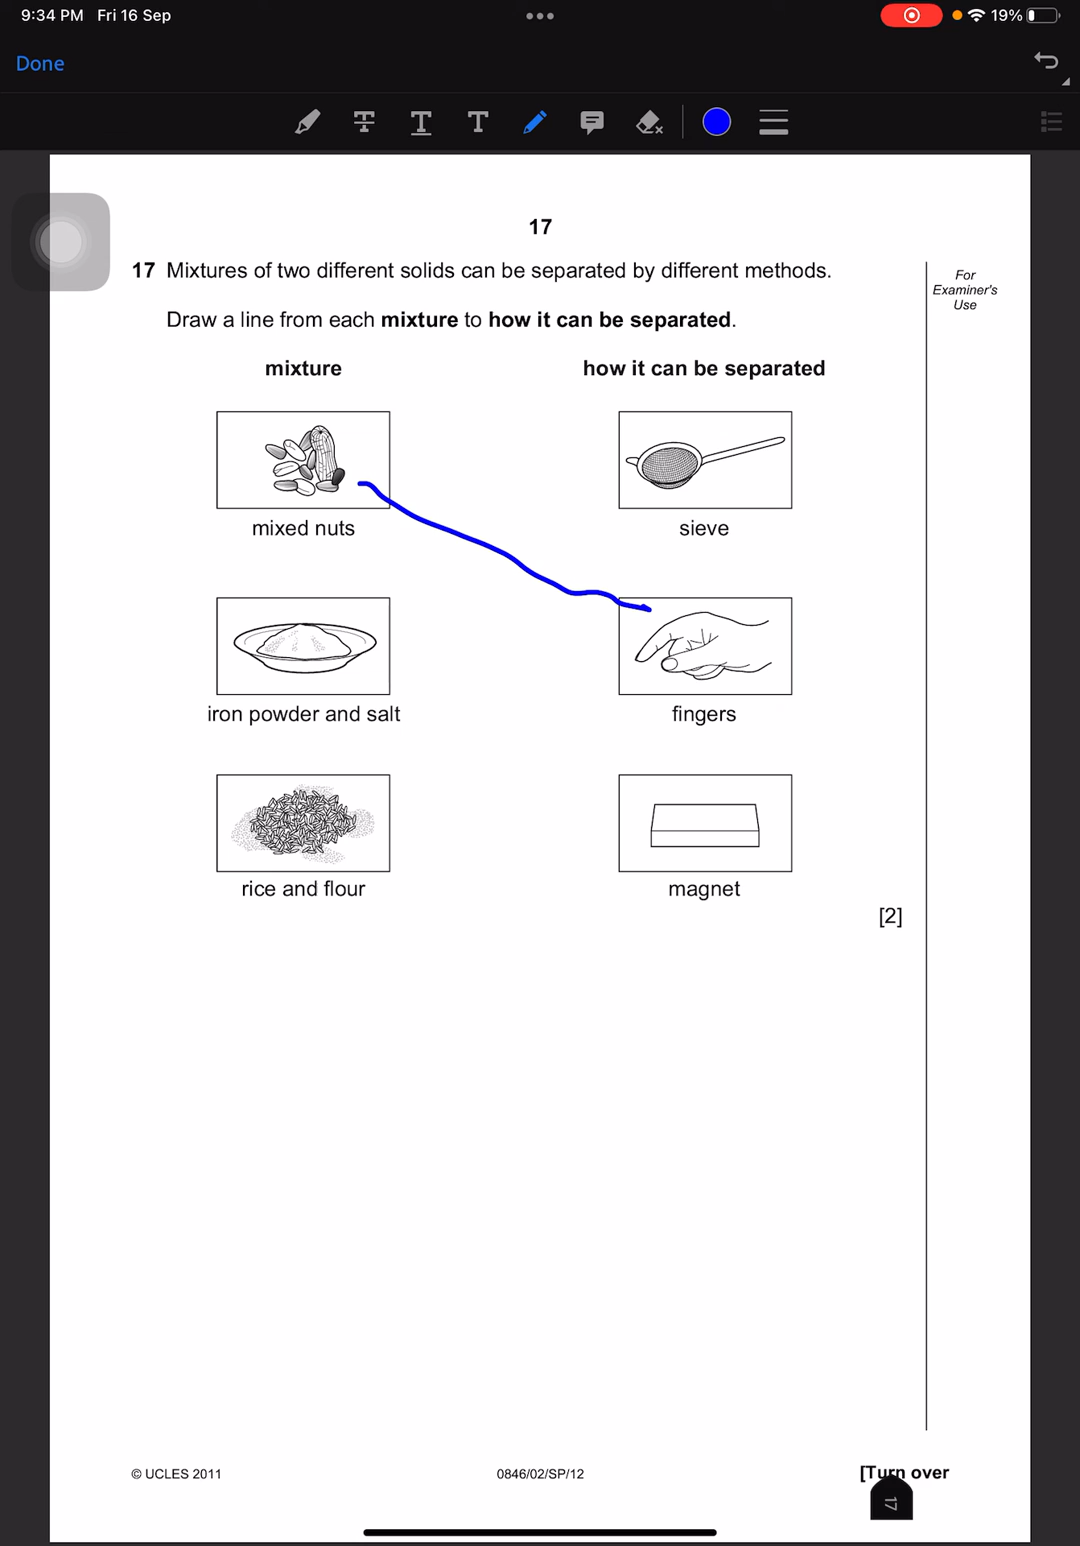 9:34 PM Fri 16 Sep
19%
Done
17
17 Mixtures of two different solids can be separated by different methods.
For
Examiner's
Use
Draw a line from each mixture to how it can be separated.
mixture
how it can be separated
mixed nuts
sieve
iron powder and salt
fingers
rice and flour
magnet
[2]
© UCLES 2011
0846/02/SP/12
[Turn over
17